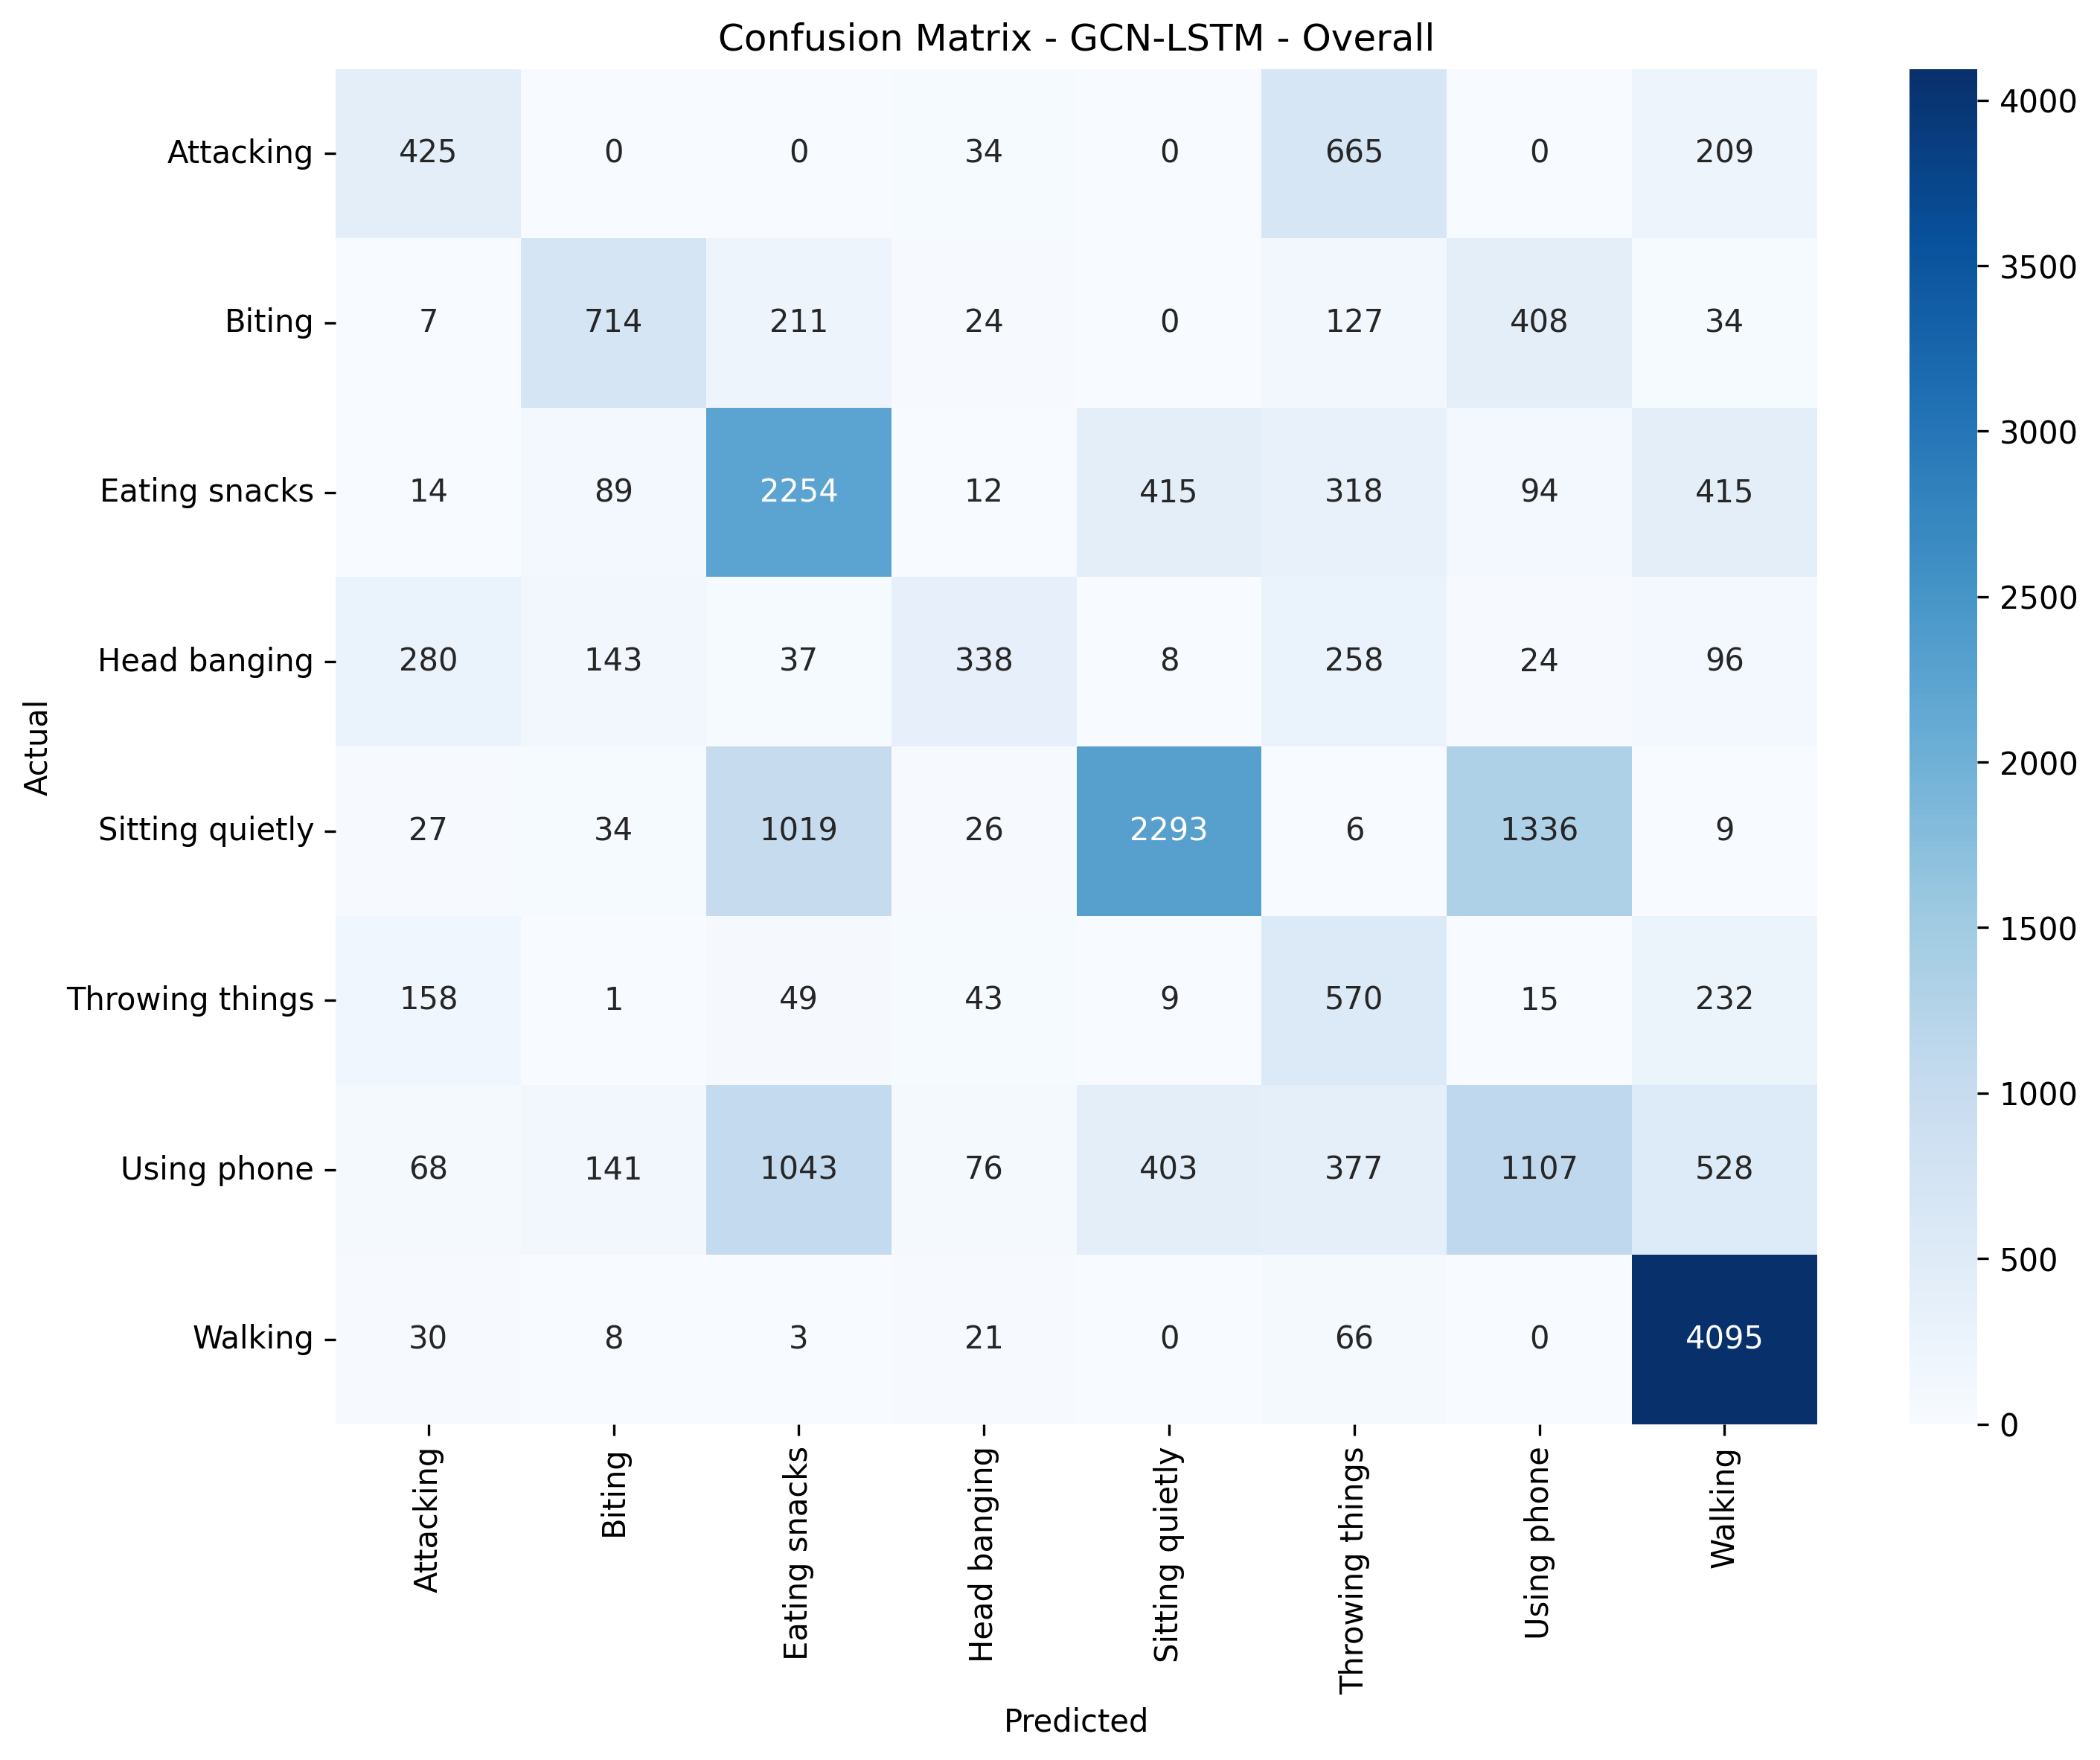 Confusion Matrix - GCN-LSTM - Overall
Attacking 425 0 0 34 0 665 0 209
Biting 7 714 211 24 0 127 408 34
Eating snacks 14 89 2254 12 415 318 94 415
Head banging 280 143 37 338 8 258 24 96
Sitting quietly 27 34 1019 26 2293 6 1336 9
Throwing things 158 1 49 43 9 570 15 232
Using phone 68 141 1043 76 403 377 1107 528
Walking 30 8 3 21 0 66 0 4095
Actual
Attacking
Biting
Eating snacks
Head banging
Sitting quietly
Throwing things
Using phone
Walking
Predicted
4000
3500
3000
2500
2000
1500
1000
500
0